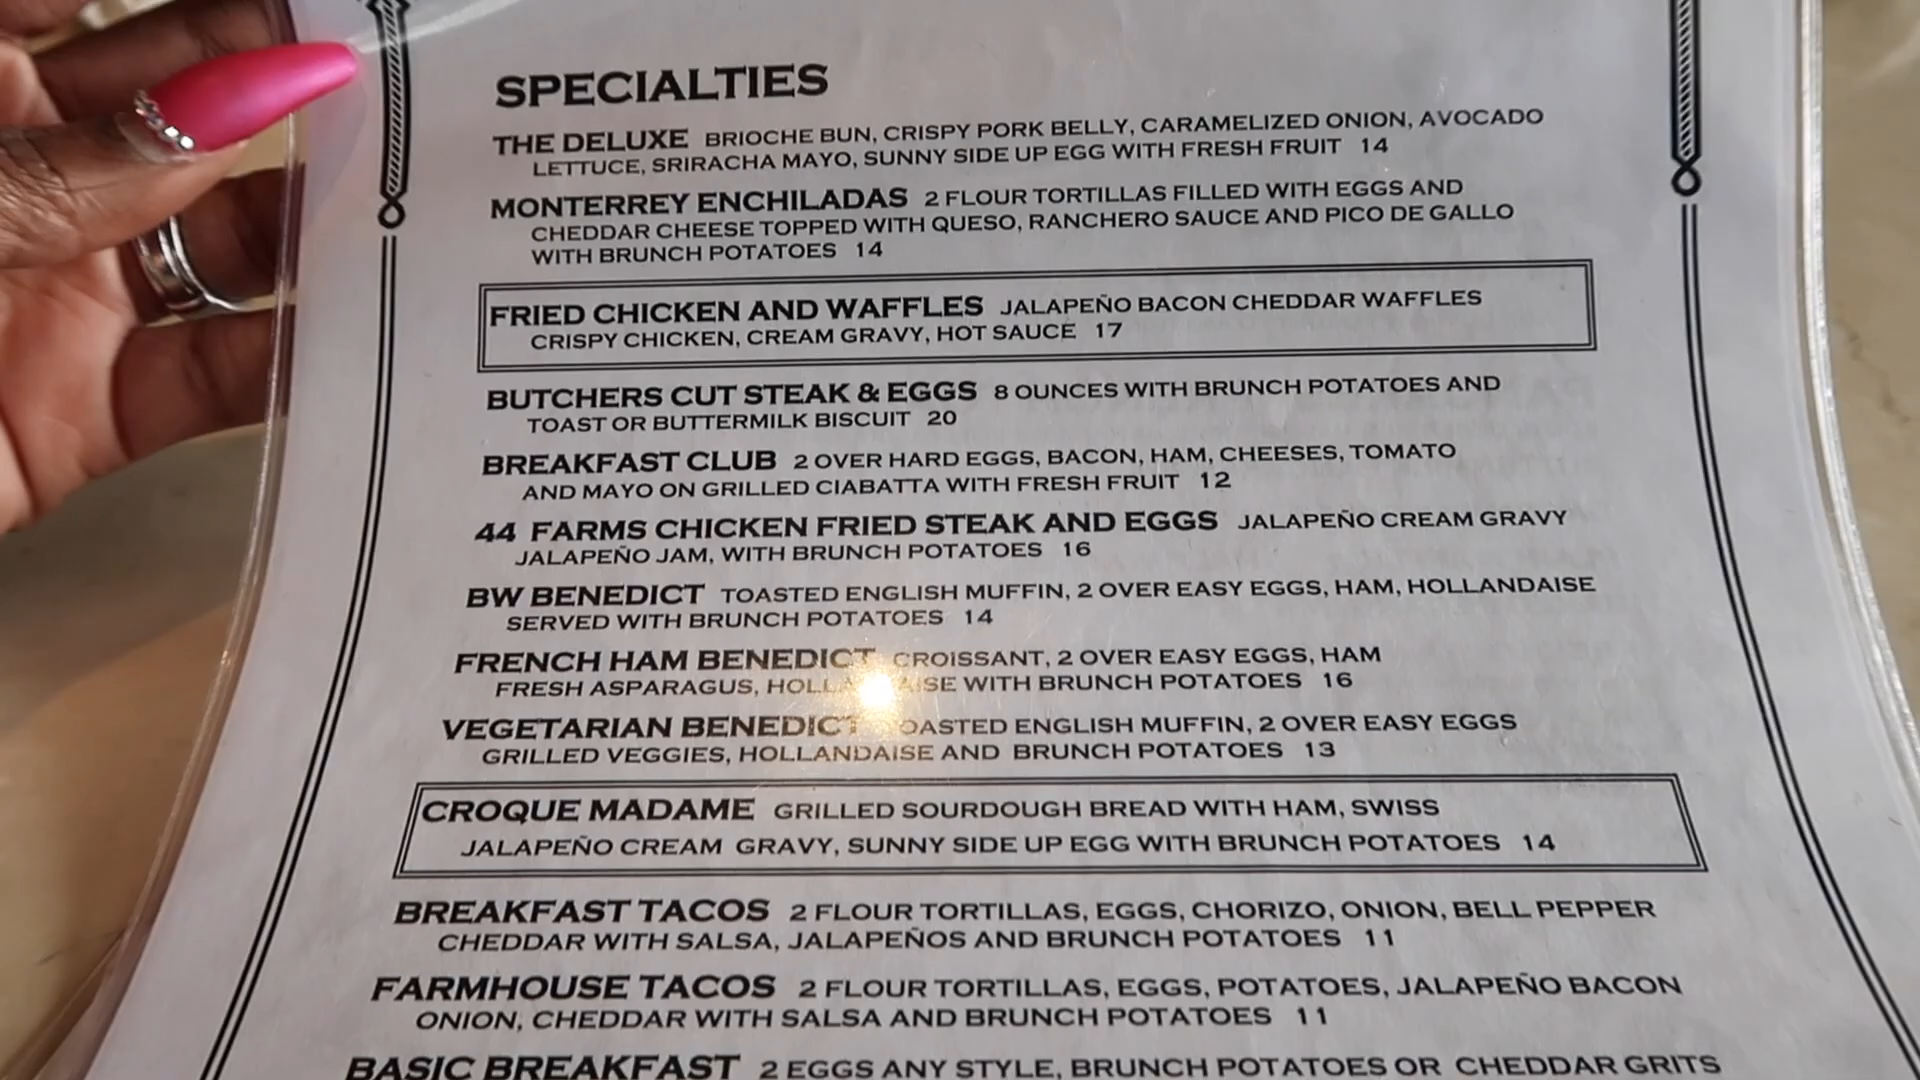 SPECIALTIES
THE DELUXE BRIOCHE BUN, CRISPY PORK BELLY, CARAMELIZED ONION, AVOCADO
LETTUCE, SRIRACHA MAYO, SUNNY SIDE UP EGG WITH FRESH FRUIT 14
MONTERREY ENCHILADAS 2 FLOUR TORTILLAS FILLED WITH EGGS AND
CHEDDAR CHEESE TOPPED WITH QUESO, RANCHERO SAUCE AND PICO DE GALLO
WITH BRUNCH POTATOES 14
FRIED CHICKEN AND WAFFLES JALAPEÑO BACON CHEDDAR WAFFLES
CRISPY CHICKEN, CREAM GRAVY, HOT SAUCE 17
BUTCHERS CUT STEAK & EGGS 8 OUNCES WITH BRUNCH POTATOES AND
TOAST OR BUTTERMILK BISCUIT 20
BREAKFAST CLUB 2 OVER HARD EGGS, BACON, HAM, CHEESES, TOMATO
AND MAYO ON GRILLED CIABATTA WITH FRESH FRUIT 12
44 FARMS CHICKEN FRIED STEAK AND EGGS JALAPEÑO CREAM GRAVY
JALAPEÑO JAM, WITH BRUNCH POTATOES 16
BW BENEDICT TOASTED ENGLISH MUFFIN, 2 OVER EASY EGGS, HAM, HOLLANDAISE
SERVED WITH BRUNCH POTATOES 14
FRENCH HAM BENEDICT CROISSANT, 2 OVER EASY EGGS, HAM
FRESH ASPARAGUS, HOLLANDAISE WITH BRUNCH POTATOES 16
VEGETARIAN BENEDICT TOASTED ENGLISH MUFFIN, 2 OVER EASY EGGS
GRILLED VEGGIES, HOLLANDAISE AND BRUNCH POTATOES 13
CROQUE MADAME GRILLED SOURDOUGH BREAD WITH HAM, SWISS
JALAPEÑO CREAM GRAVY, SUNNY SIDE UP EGG WITH BRUNCH POTATOES 14
BREAKFAST TACOS 2 FLOUR TORTILLAS, EGGS, CHORIZO, ONION, BELL PEPPER
CHEDDAR WITH SALSA, JALAPEÑOS AND BRUNCH POTATOES 11
FARMHOUSE TACOS 2 FLOUR TORTILLAS, EGGS, POTATOES, JALAPEÑO BACON
ONION, CHEDDAR WITH SALSA AND BRUNCH POTATOES 11
BASIC BREAKFAST 2 EGGS ANY STYLE, BRUNCH POTATOES OR CHEDDAR GRITS